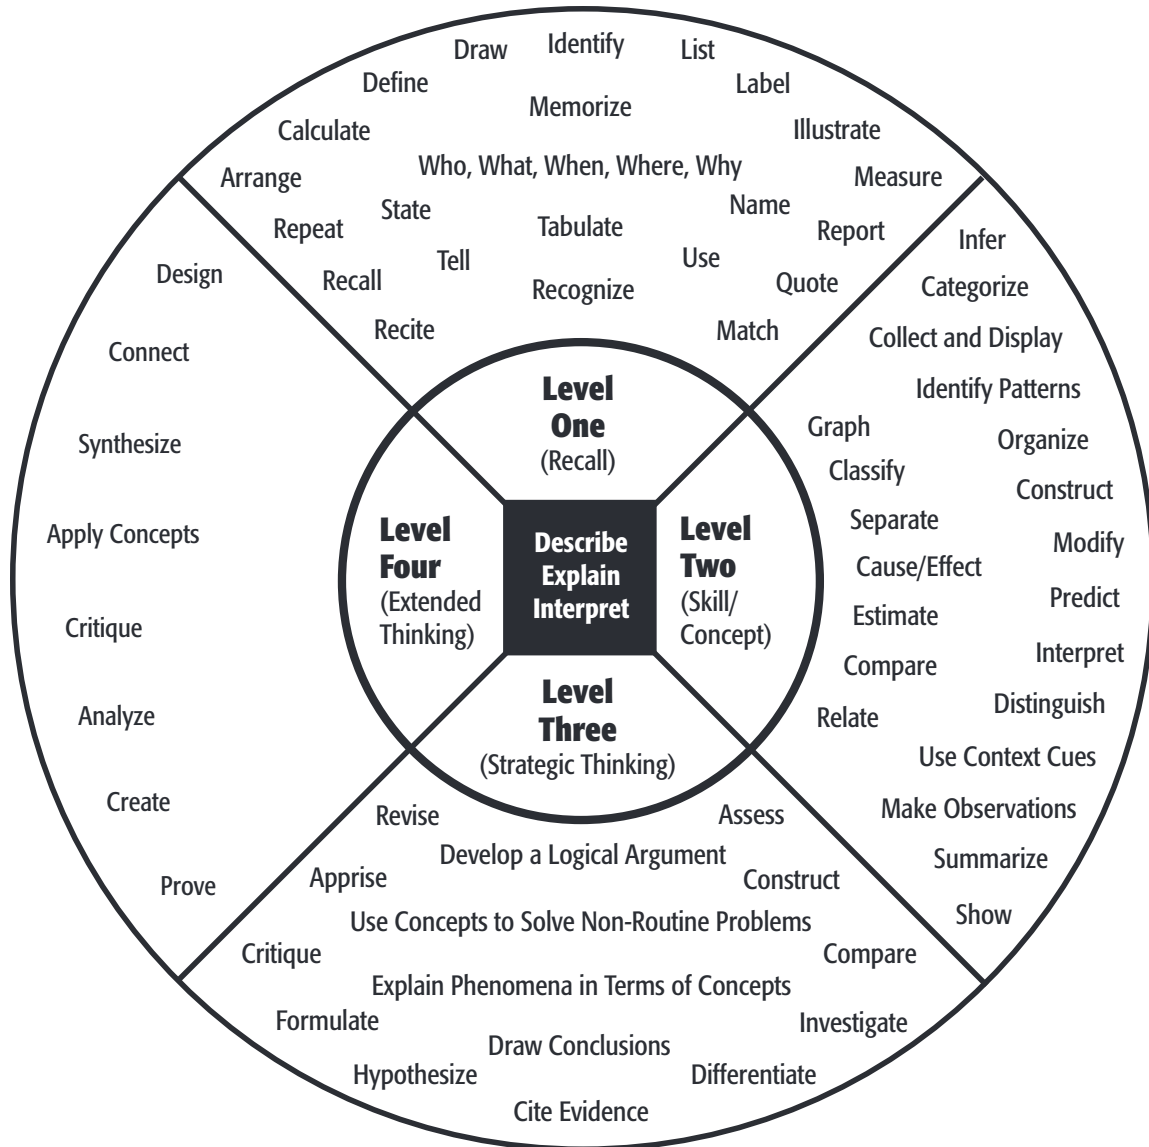 Draw
Identify
List
Define
Label
Memorize
Calculate
Illustrate
Who, What, When, Where, Why
Arrange
Measure
State
Name
Repeat
Tabulate
Report
Tell
Use
Recall
Recognize
Quote
Recite
Match
Level
One
(Recall)
Infer
Categorize
Collect and Display
Identify Patterns
Graph
Organize
Classify
Construct
Separate
Modify
Cause/Effect
Predict
Estimate
Interpret
Compare
Distinguish
Relate
Use Context Cues
Make Observations
Summarize
Show
Level
Two
(Skill/
Concept)
Describe
Explain
Interpret
Level
Three
(Strategic Thinking)
Revise
Assess
Develop a Logical Argument
Apprise
Construct
Use Concepts to Solve Non-Routine Problems
Critique
Compare
Explain Phenomena in Terms of Concepts
Formulate
Investigate
Draw Conclusions
Hypothesize
Differentiate
Cite Evidence
Level
Four
(Extended
Thinking)
Design
Connect
Synthesize
Apply Concepts
Critique
Analyze
Create
Prove